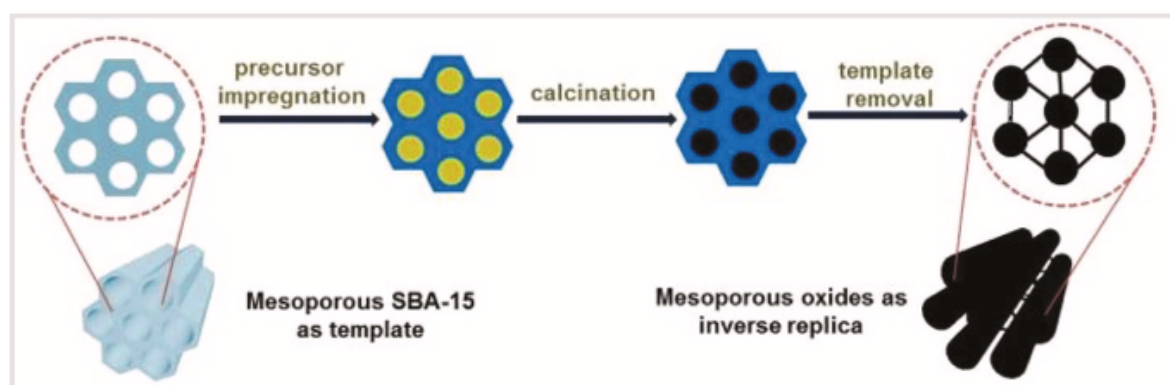 precursor
impregnation
calcination
template
removal
Mesoporous SBA-15
as template
Mesoporous oxides as
inverse replica